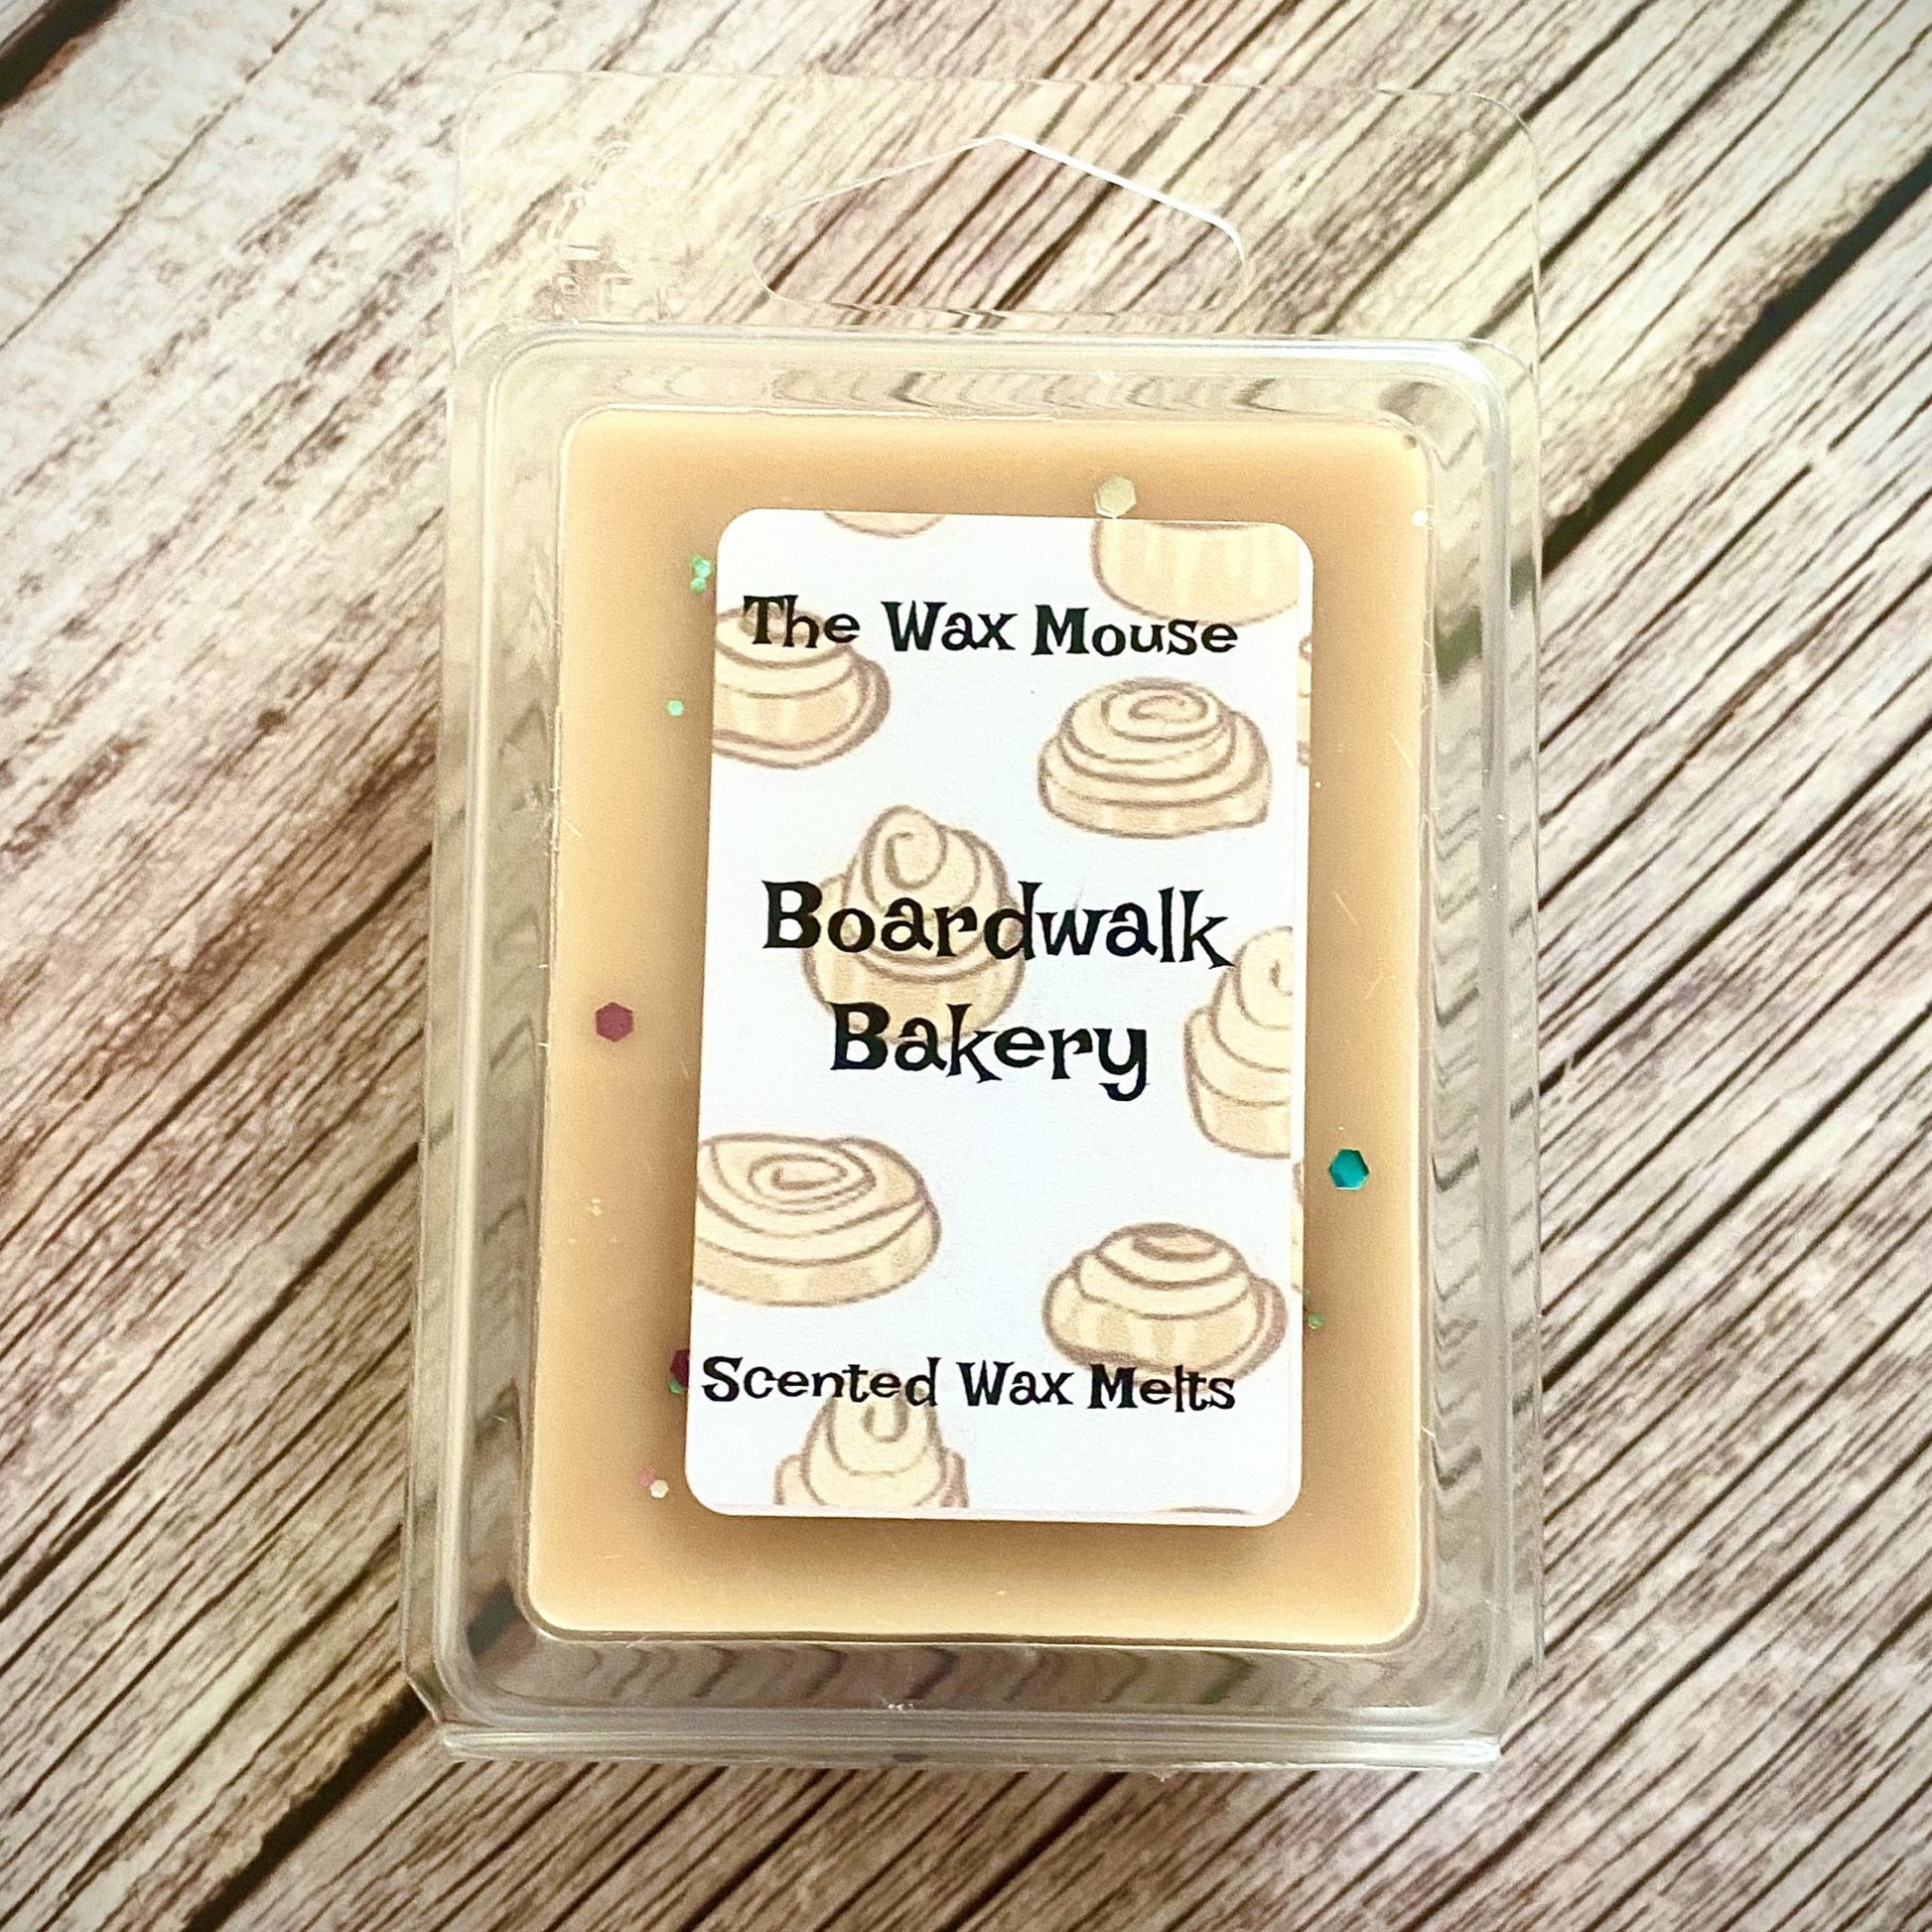 The Wax Mouse
Boardwalk
Bakery
Scented Wax Melts